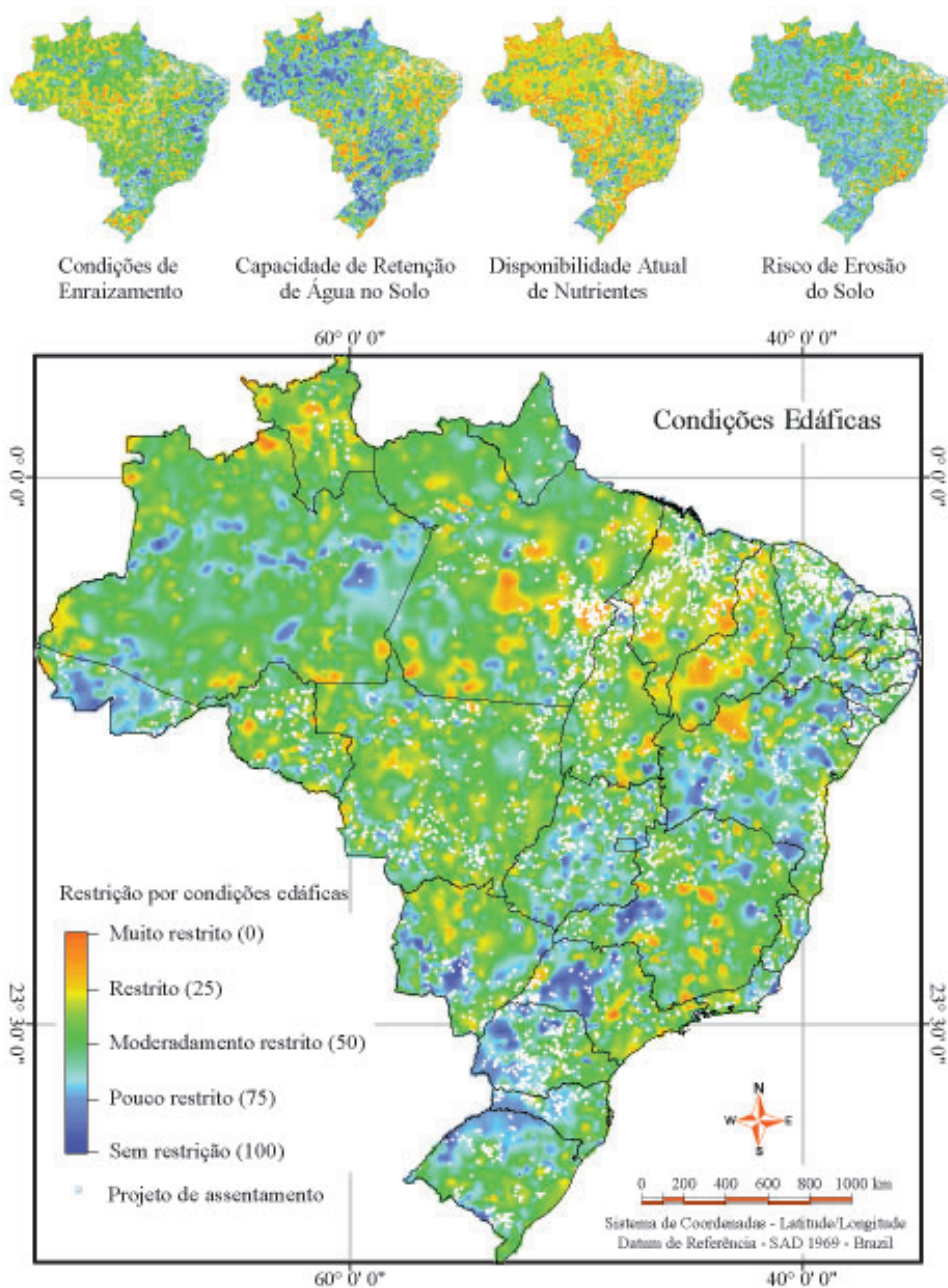 Condições de
Enraizamento
Capacidade de Retenção
de Água no Solo
Disponibilidade Atual
de Nutrientes
Risco de Erosão
do Solo
60° 0' 0"
40° 0' 0"
Condições Edáficas
0° 0' 0"
0° 0' 0"
Restrição por condições edáficas
Muito restrito (0)
Restrito (25)
Moderadamento restrito (50)
Pouco restrito (75)
Sem restrição (100)
Projeto de assentamento
23° 30' 0"
23° 30' 0"
N
W
E
S
0
200
400
600
800
1000 km
Sistema de Coordenadas - Latitude/Longitude
Datum de Referência - SAD 1969 - Brazil
60° 0' 0"
40° 0' 0"